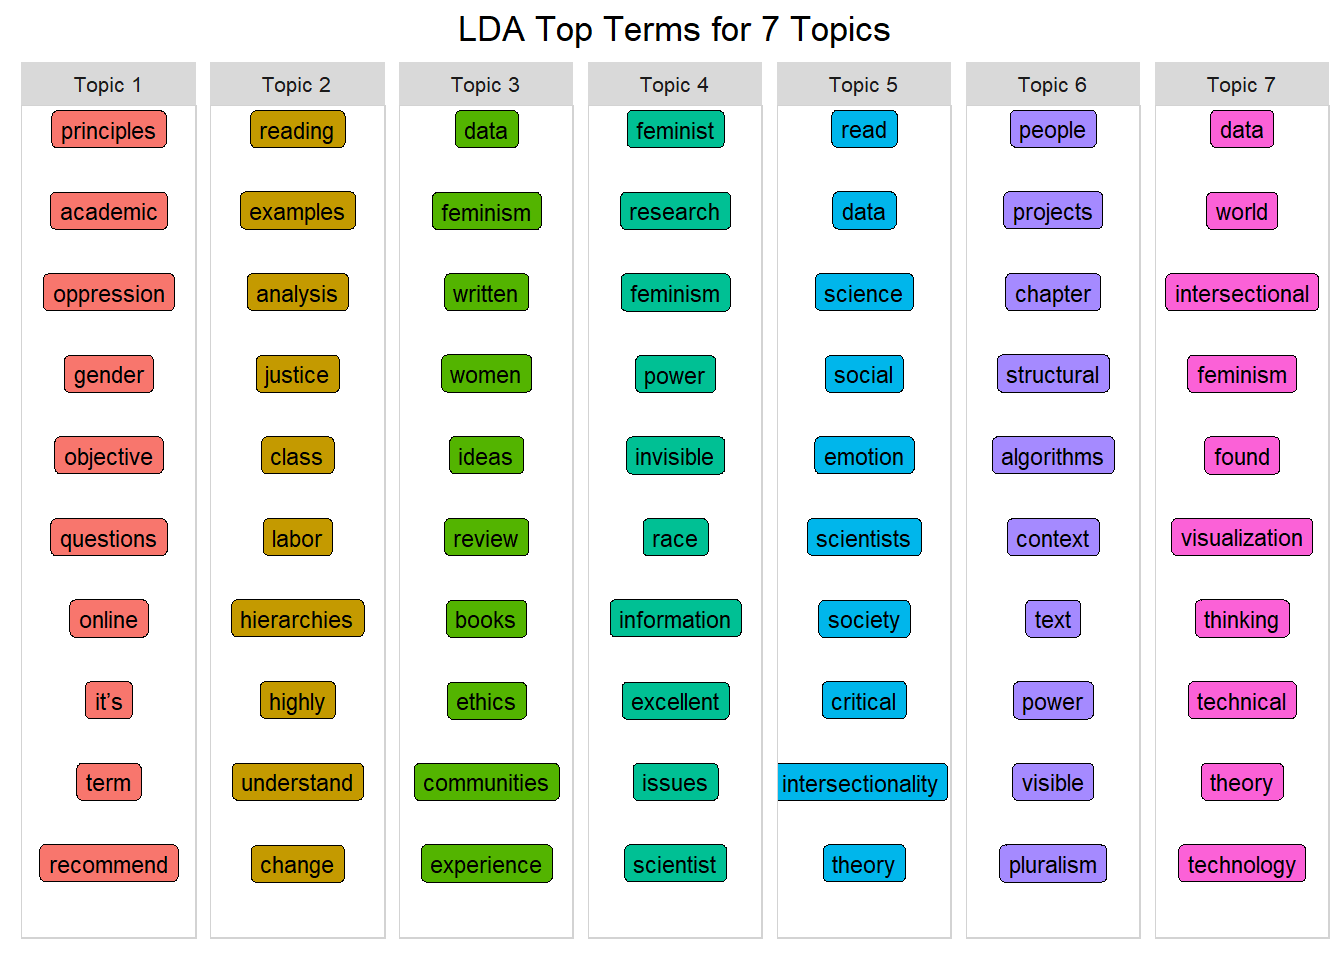 LDA Top Terms for 7 Topics
Topic 1 Topic 2 Topic 3 Topic 4 Topic 5 Topic 6 Topic 7
principles reading data feminist read people data
academic examples feminism research data projects world
oppression analysis written feminism science chapter intersectional
gender justice women power social structural feminism
objective class ideas invisible emotion algorithms found
questions labor review race scientists context visualization
online hierarchies books information society text thinking
it’s highly ethics excellent critical power technical
term understand communities issues intersectionality visible theory
recommend change experience scientist theory pluralism technology